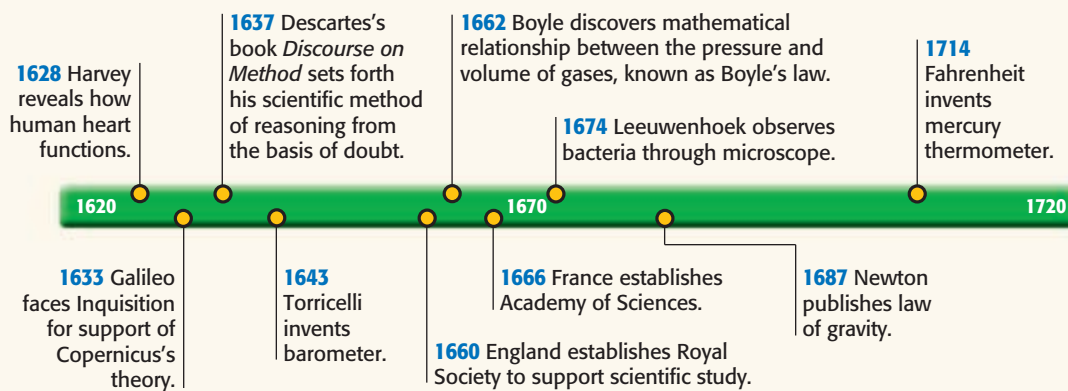 1628 Harvey
reveals how
human heart
functions.
1637 Descartes's
book Discourse on
Method sets forth
his scientific method
of reasoning from
the basis of doubt.
1662 Boyle discovers mathematical
relationship between the pressure and
volume of gases, known as Boyle's law.
1674 Leeuwenhoek observes
bacteria through microscope.
1714
Fahrenheit
invents
mercury
thermometer.
1620
1670
1720
1633 Galileo
faces Inquisition
for support of
Copernicus's
theory.
1643
Torricelli
invents
barometer.
1660 England establishes Royal
Society to support scientific study.
1666 France establishes
Academy of Sciences.
1687 Newton
publishes law
of gravity.